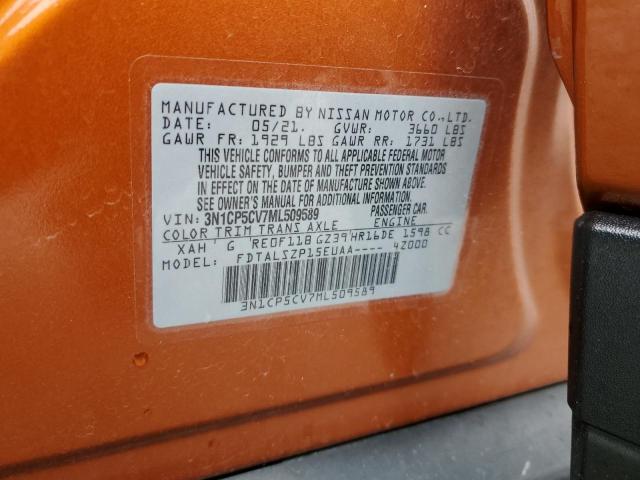 MANUFACTURED BY NISSAN MOTOR CO.,LTD.
DATE: 05/21. GVWR: 3660 LBS
GAWR FR: 1929 LBS GAWR RR: 1731 LBS
THIS VEHICLE CONFORMS TO ALL APPLICABLE FEDERAL MOTOR
VEHICLE SAFETY, BUMPER AND THEFT PREVENTION STANDARDS
IN EFFECT ON THE DATE OF MANUFACTURE SHOWN ABOVE.
SEE OWNER'S MANUAL FOR ADDITIONAL SPECIFICATIONS.
VIN: 3N1CP5CV7ML509589 PASSENGER CAR.
COLOR TRIM TRANS AXLE ENGINE
XAH G RE0F11B GZ39 HR16DE 1598 CC
MODEL: FDTALSZP15EUAA---- 42000
3N1CP5CV7ML509589